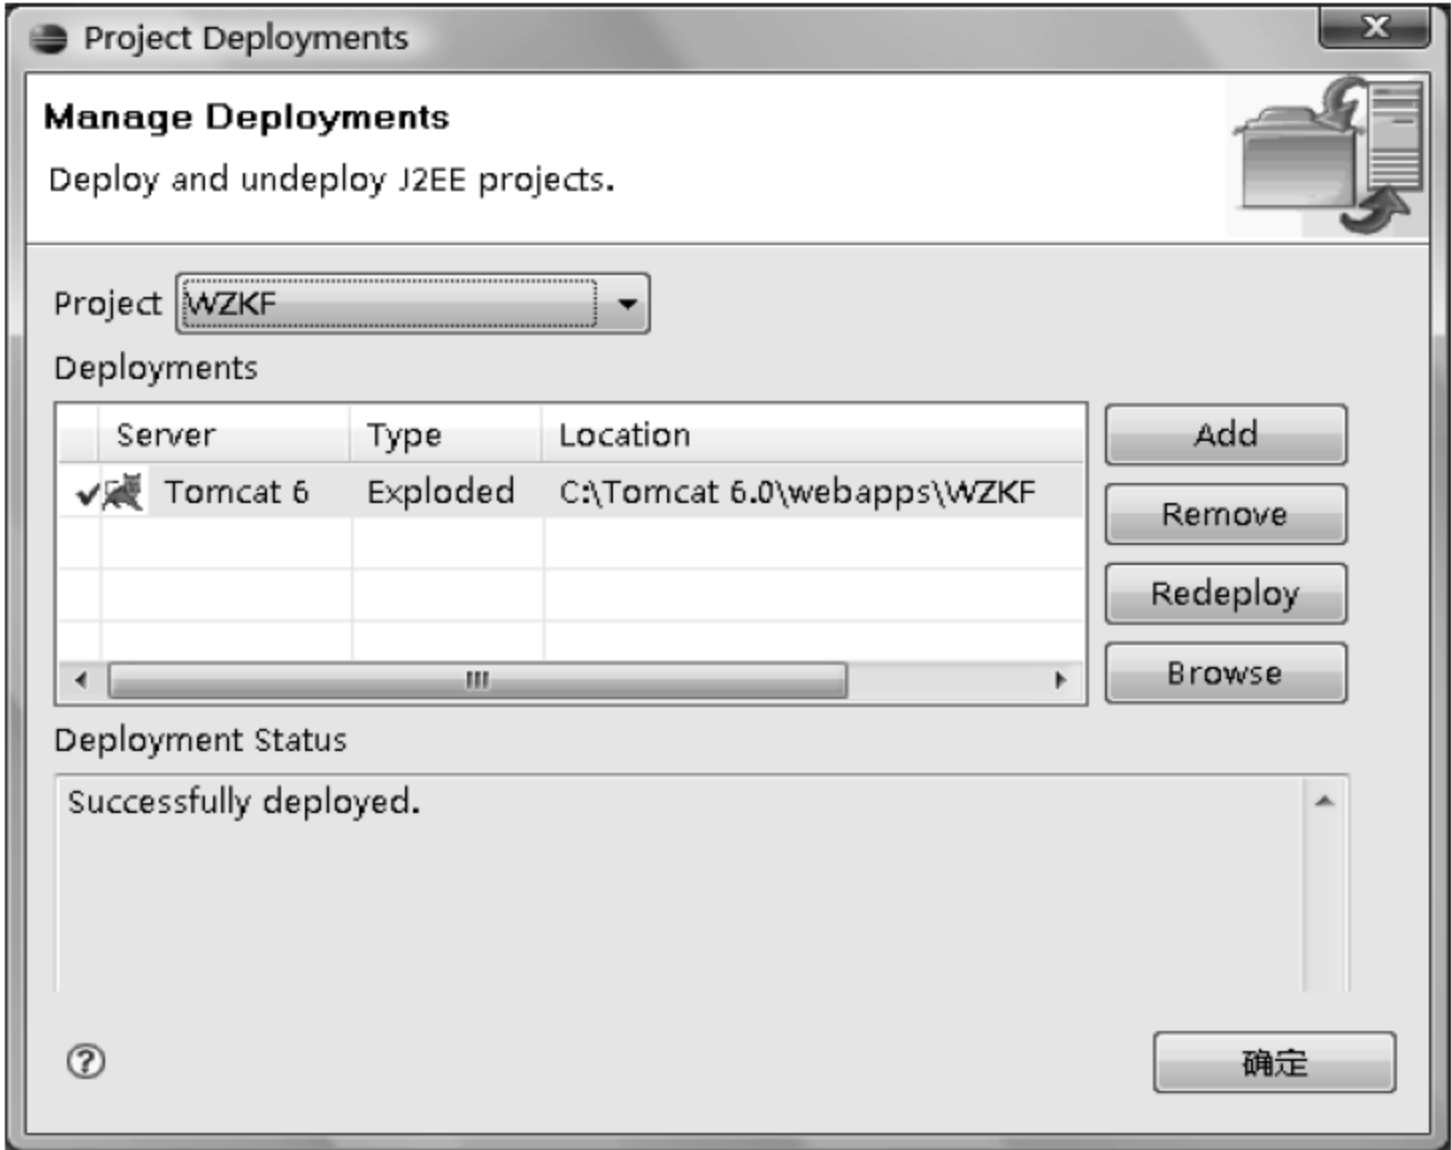 Project Deployments
Manage Deployments
Deploy and undeploy J2EE projects.
Project WZKF
Deployments
Server Type Location Add
Tomcat 6 Exploded C:\Tomcat 6.0\webapps\WZKF
Remove
Redeploy
Browse
Deployment Status
Successfully deployed.
确定